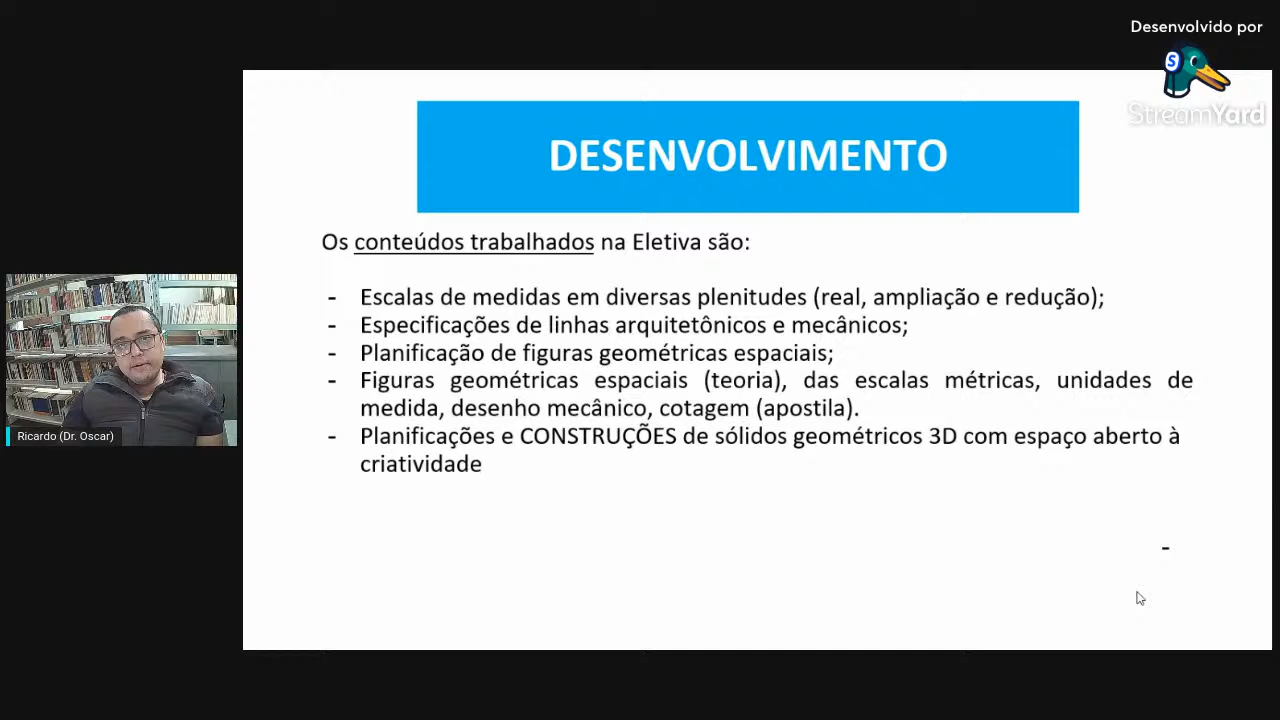 Desenvolvido por
S
StreamYard
DESENVOLVIMENTO
Os conteúdos trabalhados na Eletiva são:
- Escalas de medidas em diversas plenitudes (real, ampliação e redução);
- Especificações de linhas arquitetônicos e mecânicos;
- Planificação de figuras geométricas espaciais;
- Figuras geométricas espaciais (teoria), das escalas métricas, unidades de
medida, desenho mecânico, cotagem (apostila).
- Planificações e CONSTRUÇÕES de sólidos geométricos 3D com espaço aberto à
criatividade
-
Ricardo (Dr. Oscar)